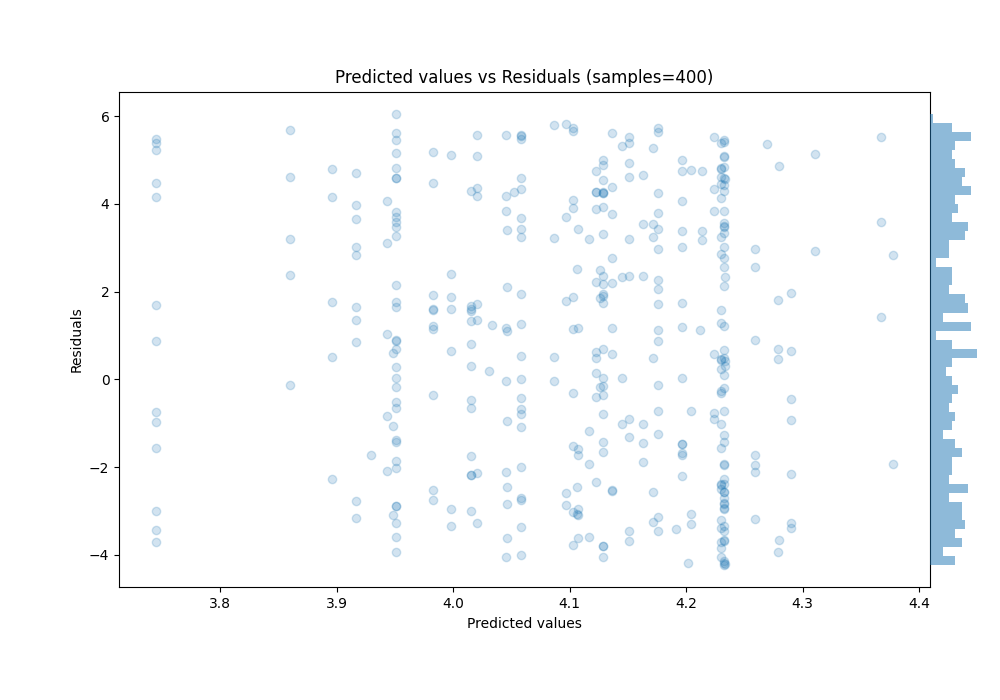 Predicted values vs Residuals (samples=400)
6
4
2
0
−2
−4
Residuals
3.8 3.9 4.0 4.1 4.2 4.3 4.4
Predicted values